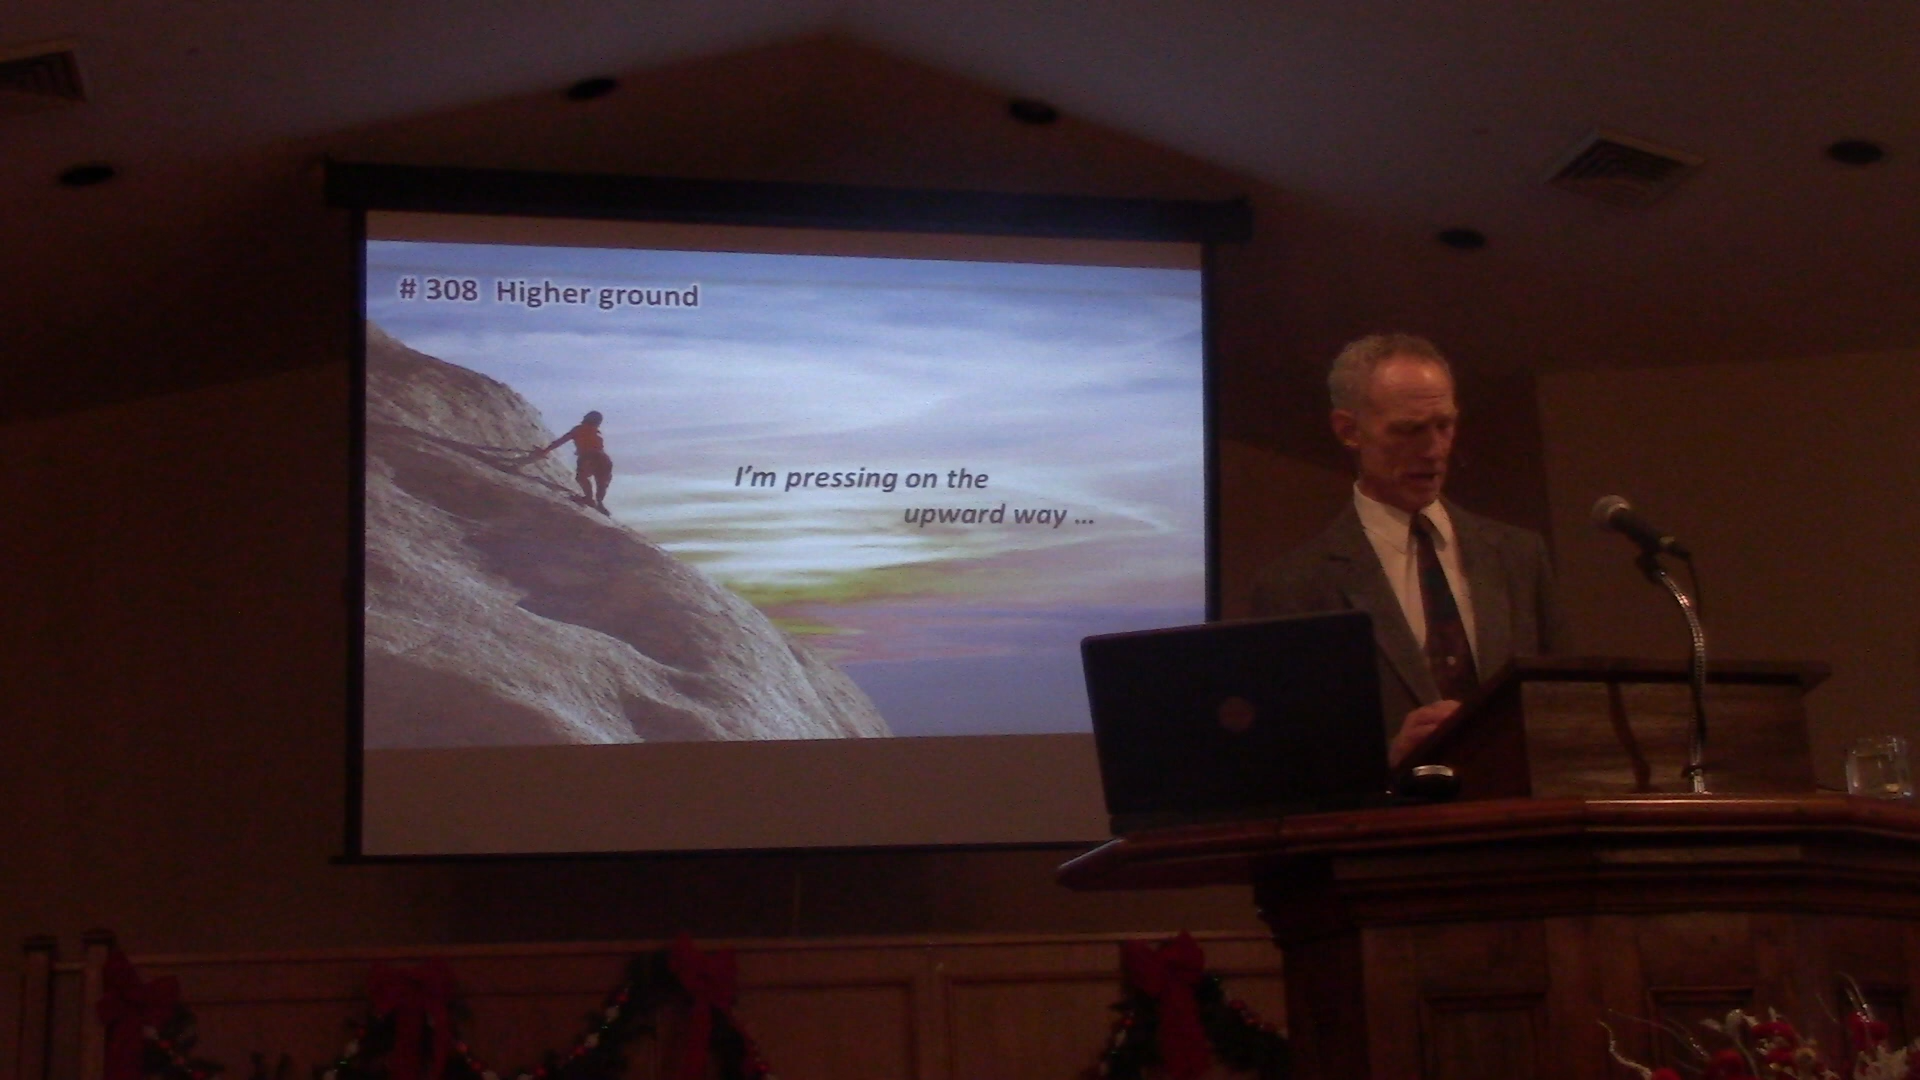 # 308 Higher ground
I'm pressing on the
upward way ...